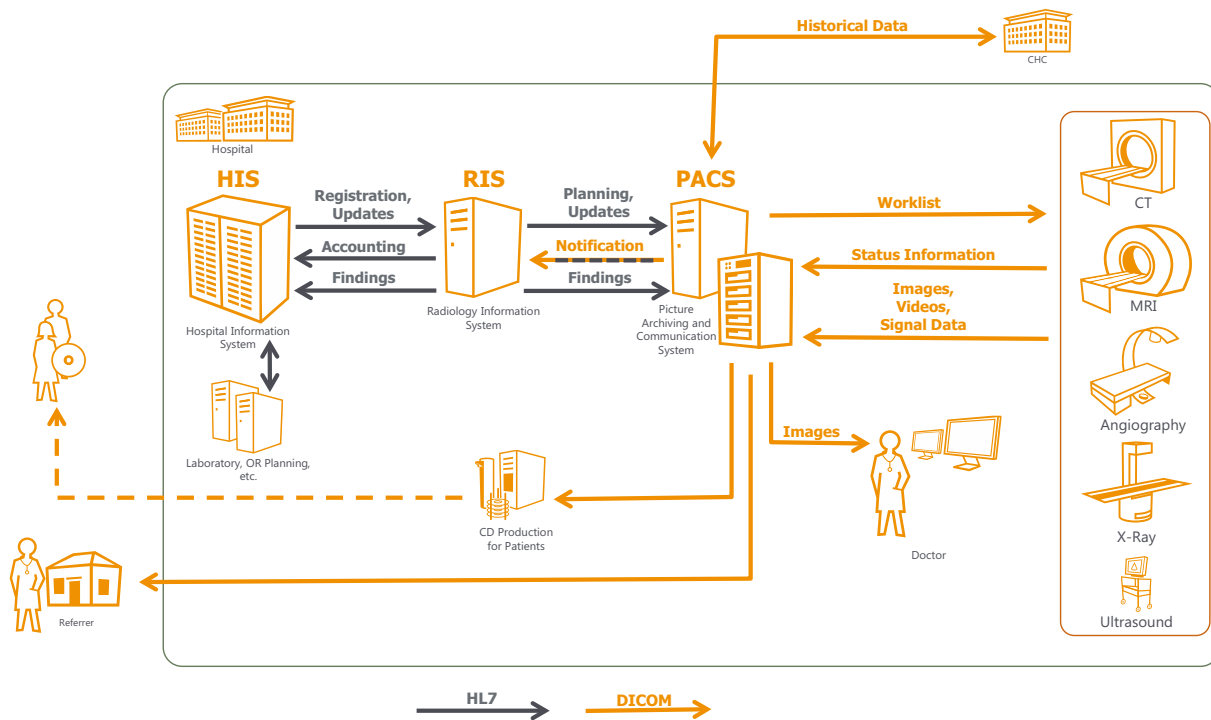 Historical Data
CHC
Hospital
HIS
RIS
PACS
Registration,
Updates
Planning,
Updates
Worklist
CT
Accounting
Notification
Status Information
Findings
Findings
Images,
Videos,
Signal Data
MRI
Hospital Information
System
Radiology Information
System
Picture
Archiving and
Communication
System
Angiography
Images
Laboratory, OR Planning,
etc.
CD Production
for Patients
Doctor
X-Ray
Referrer
Ultrasound
HL7
DICOM